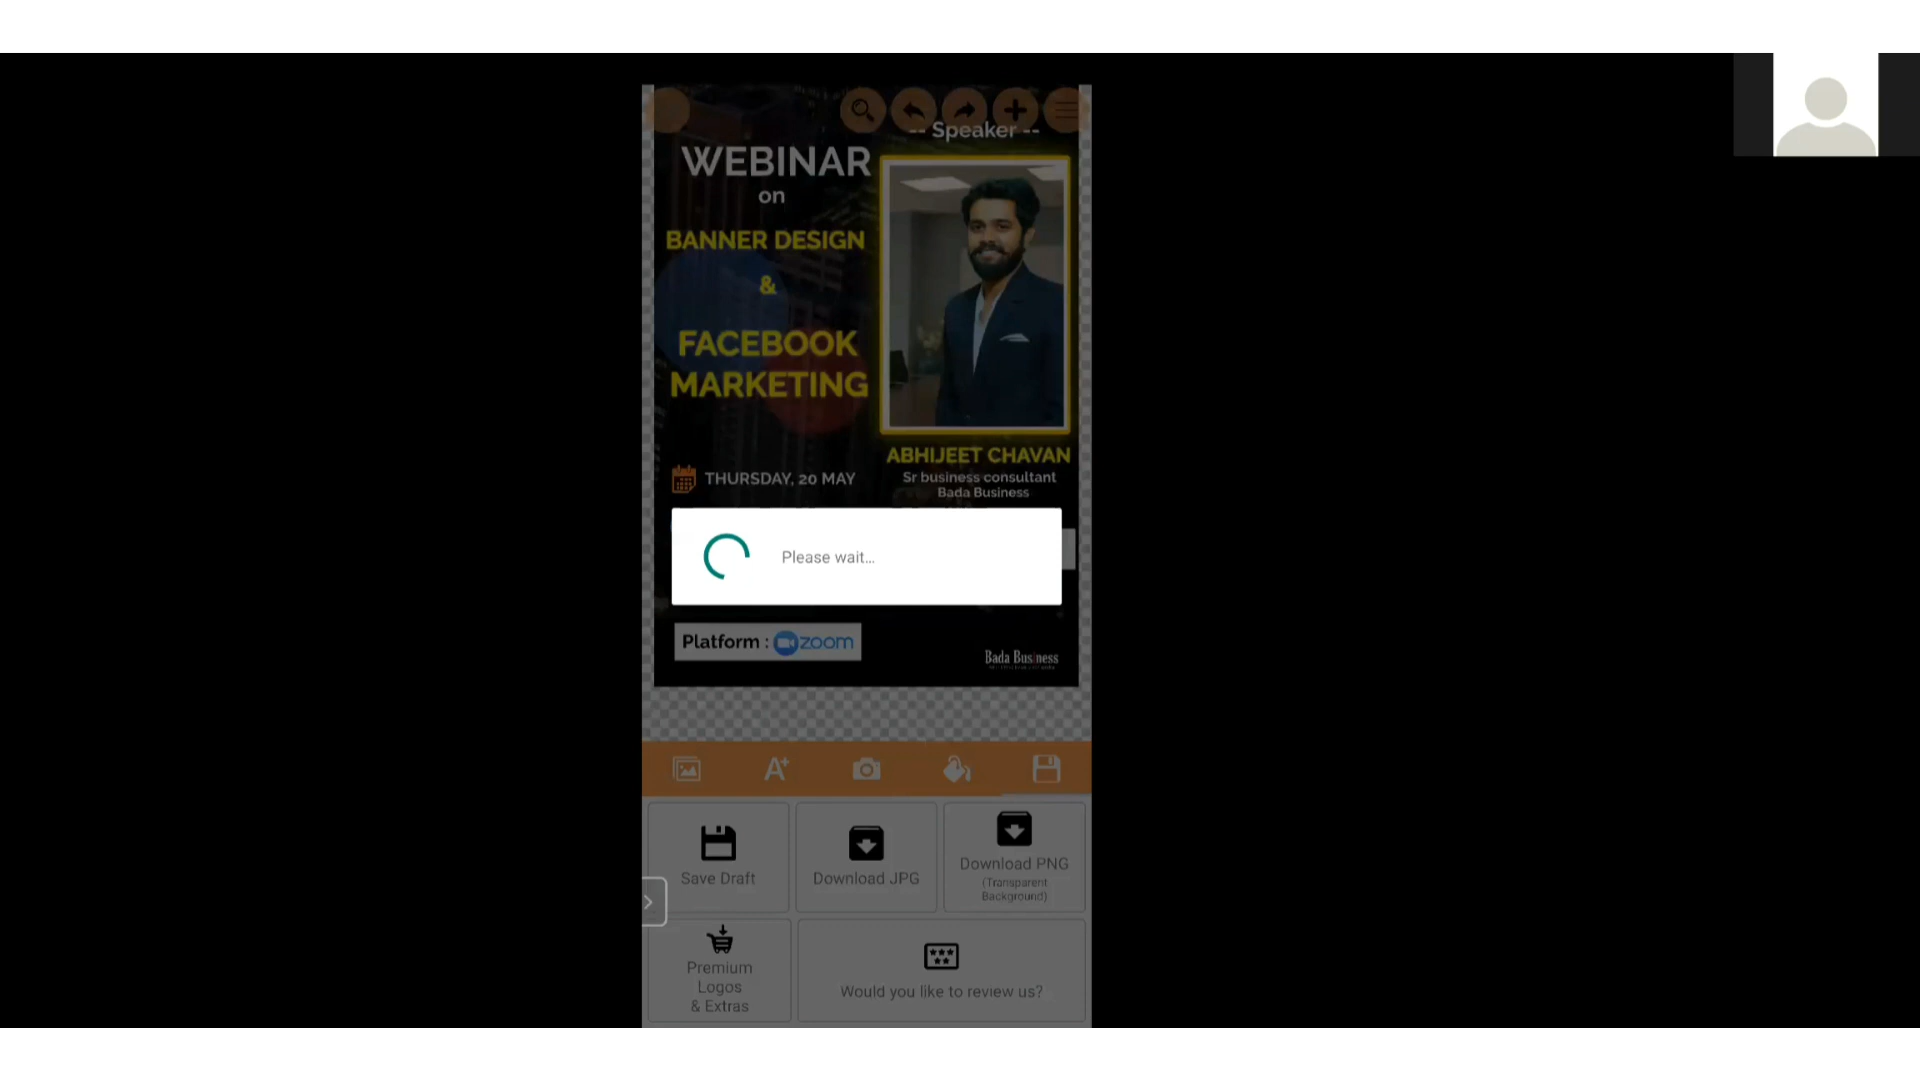 -- Speaker --
WEBINAR
on
BANNER DESIGN
&
FACEBOOK
MARKETING
ABHIJEET CHAVAN
Sr business consultant
Bada Business
THURSDAY, 20 MAY
Please wait...
Platform : zoom
Bada Business
A+
Save Draft
Download JPG
Download PNG
(Transparent
Background)
Premium
Logos
& Extras
Would you like to review us?